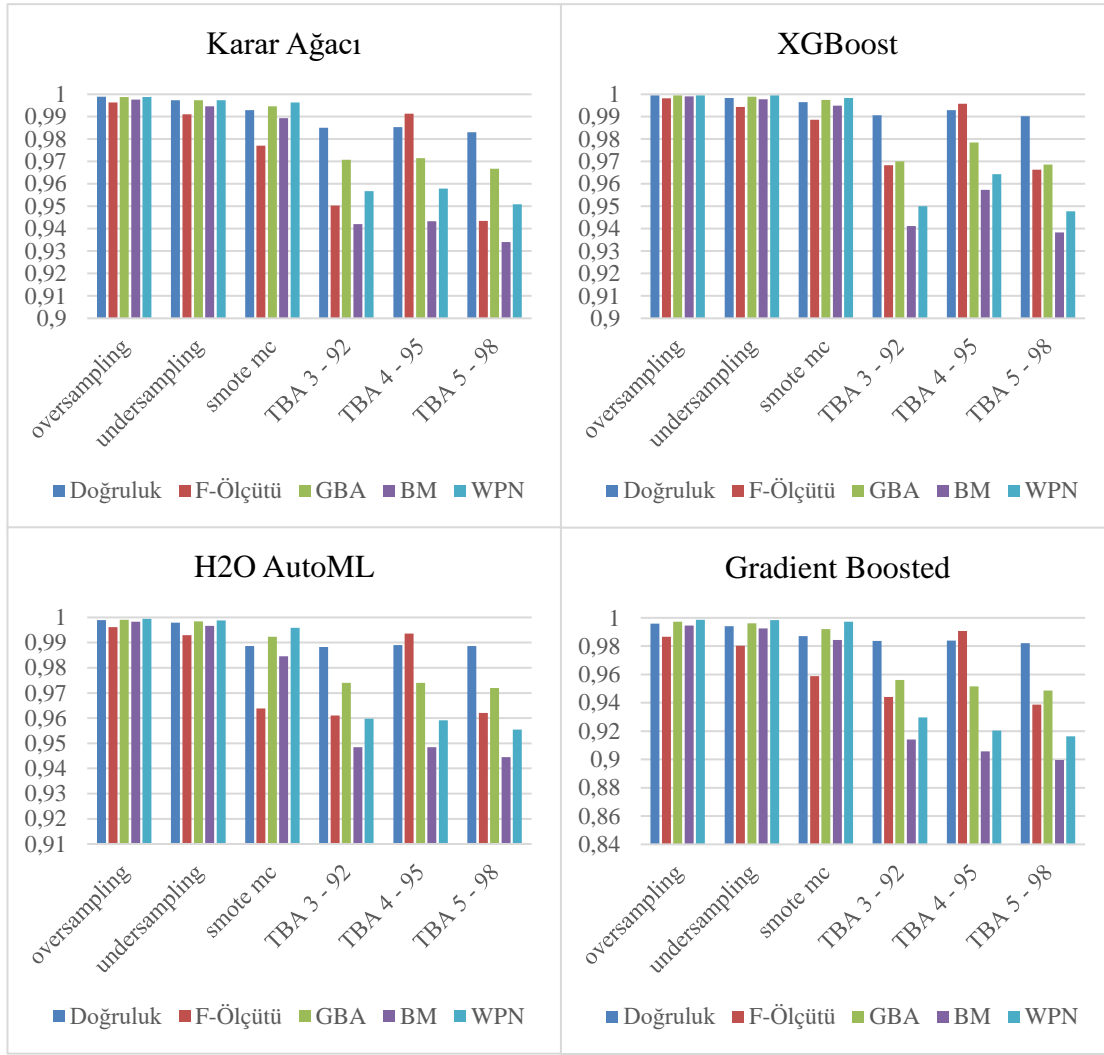 Karar Ağacı
1
0,99
0,98
0,97
0,96
0,95
0,94
0,93
0,92
0,91
0,9
oversampling
undersampling
smote mc
TBA 3 - 92
TBA 4 - 95
TBA 5 - 98
Doğruluk F-Ölçütü GBA BM WPN
XGBoost
1
0,99
0,98
0,97
0,96
0,95
0,94
0,93
0,92
0,91
0,9
oversampling
undersampling
smote mc
TBA 3 - 92
TBA 4 - 95
TBA 5 - 98
Doğruluk F-Ölçütü GBA BM WPN
H2O AutoML
1
0,99
0,98
0,97
0,96
0,95
0,94
0,93
0,92
0,91
oversampling
undersampling
smote mc
TBA 3 - 92
TBA 4 - 95
TBA 5 - 98
Doğruluk F-Ölçütü GBA BM WPN
Gradient Boosted
1
0,98
0,96
0,94
0,92
0,9
0,88
0,86
0,84
oversampling
undersampling
smote mc
TBA 3 - 92
TBA 4 - 95
TBA 5 - 98
Doğruluk F-Ölçütü GBA BM WPN